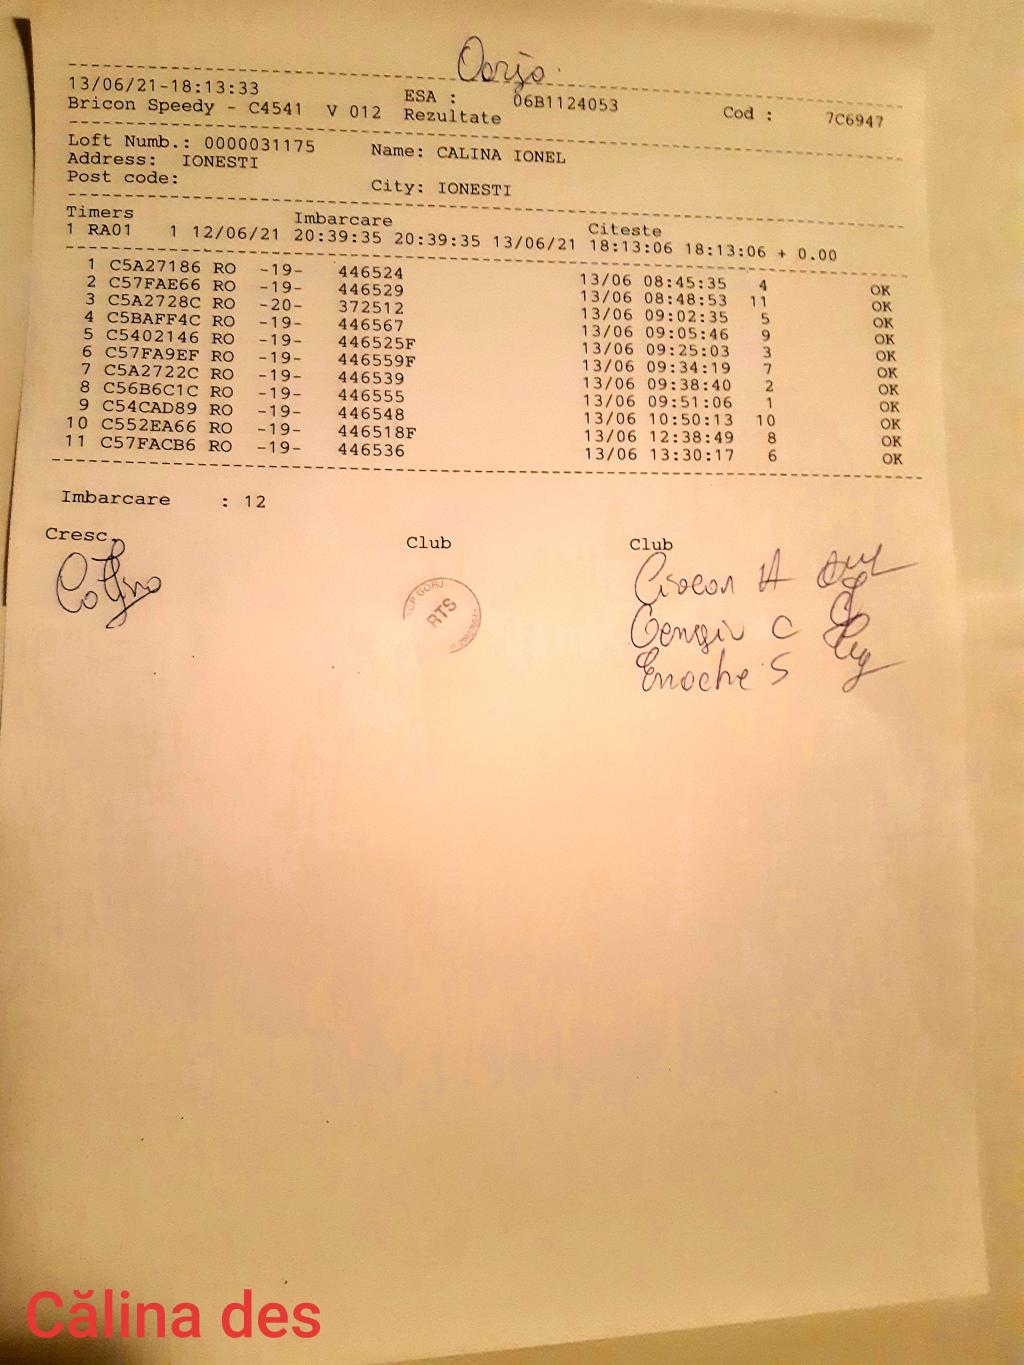 13/06/21-18:13:33 ESA : 06B1124053 Cod : 7C6947
Bricon Speedy - C4541 V 012 Rezultate
Loft Numb.: 0000031175 Name: CALINA IONEL
Address: IONESTI
Post code: City: IONESTI
Timers Imbarcare Citeste
1 RA01 1 12/06/21 20:39:35 20:39:35 13/06/21 18:13:06 18:13:06 + 0.00
1 C5A27186 RO -19- 446524 13/06 08:45:35 4 OK
2 C57FAE66 RO -19- 446529 13/06 08:48:53 11 OK
3 C5A2728C RO -20- 372512 13/06 09:02:35 5 OK
4 C5BAFF4C RO -19- 446567 13/06 09:05:46 9 OK
5 C5402146 RO -19- 446525F 13/06 09:25:03 3 OK
6 C57FA9EF RO -19- 446559F 13/06 09:34:19 7 OK
7 C5A2722C RO -19- 446539 13/06 09:38:40 2 OK
8 C56B6C1C RO -19- 446555 13/06 09:51:06 1 OK
9 C54CAD89 RO -19- 446548 13/06 10:50:13 10 OK
10 C552EA66 RO -19- 446518F 13/06 12:38:49 8 OK
11 C57FACB6 RO -19- 446536 13/06 13:30:17 6 OK
Imbarcare : 12
Cresc. Club Club
GORJ
RTS
Enache S
Călina des